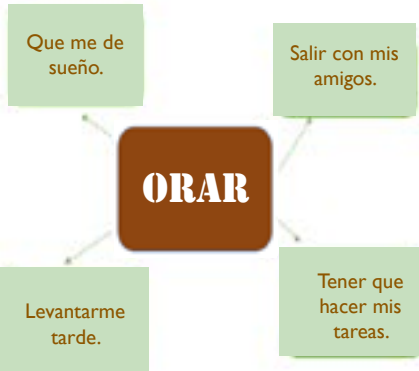 Que me de
sueño.
Salir con mis
amigos.
ORAR
Levantarme
tarde.
Tener que
hacer mis
tareas.